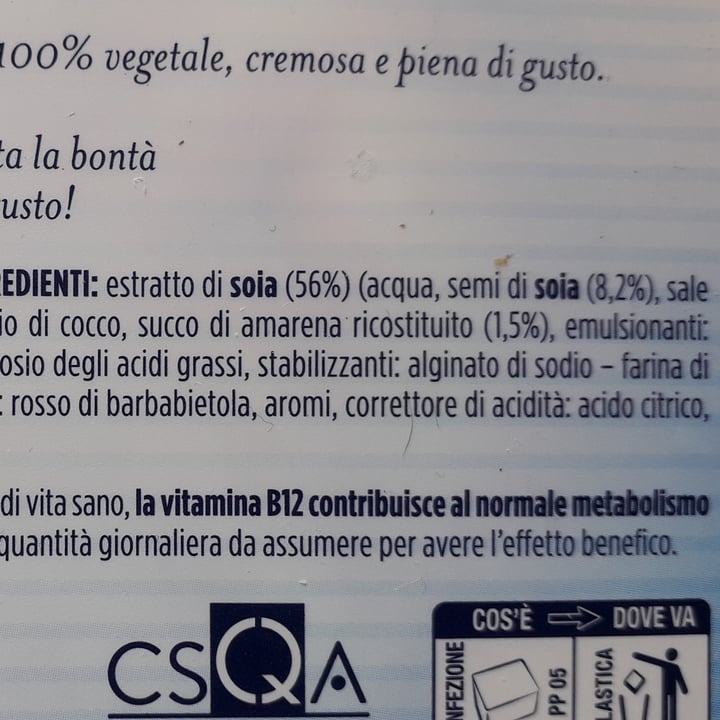 100% vegetale, cremosa e piena di gusto.
ta la bontà
usto!
EDIENTI: estratto di soia (56%) (acqua, semi di soia (8,2%), sale
io di cocco, succo di amarena ricostituito (1,5%), emulsionanti:
osio degli acidi grassi, stabilizzanti: alginato di sodio – farina di
: rosso di barbabietola, aromi, correttore di acidità: acido citrico,
di vita sano, la vitamina B12 contribuisce al normale metabolismo
quantità giornaliera da assumere per avere l'effetto benefico.
CSQA
COS'È DOVE VA
NFEZIONE
PP 05
LASTICA